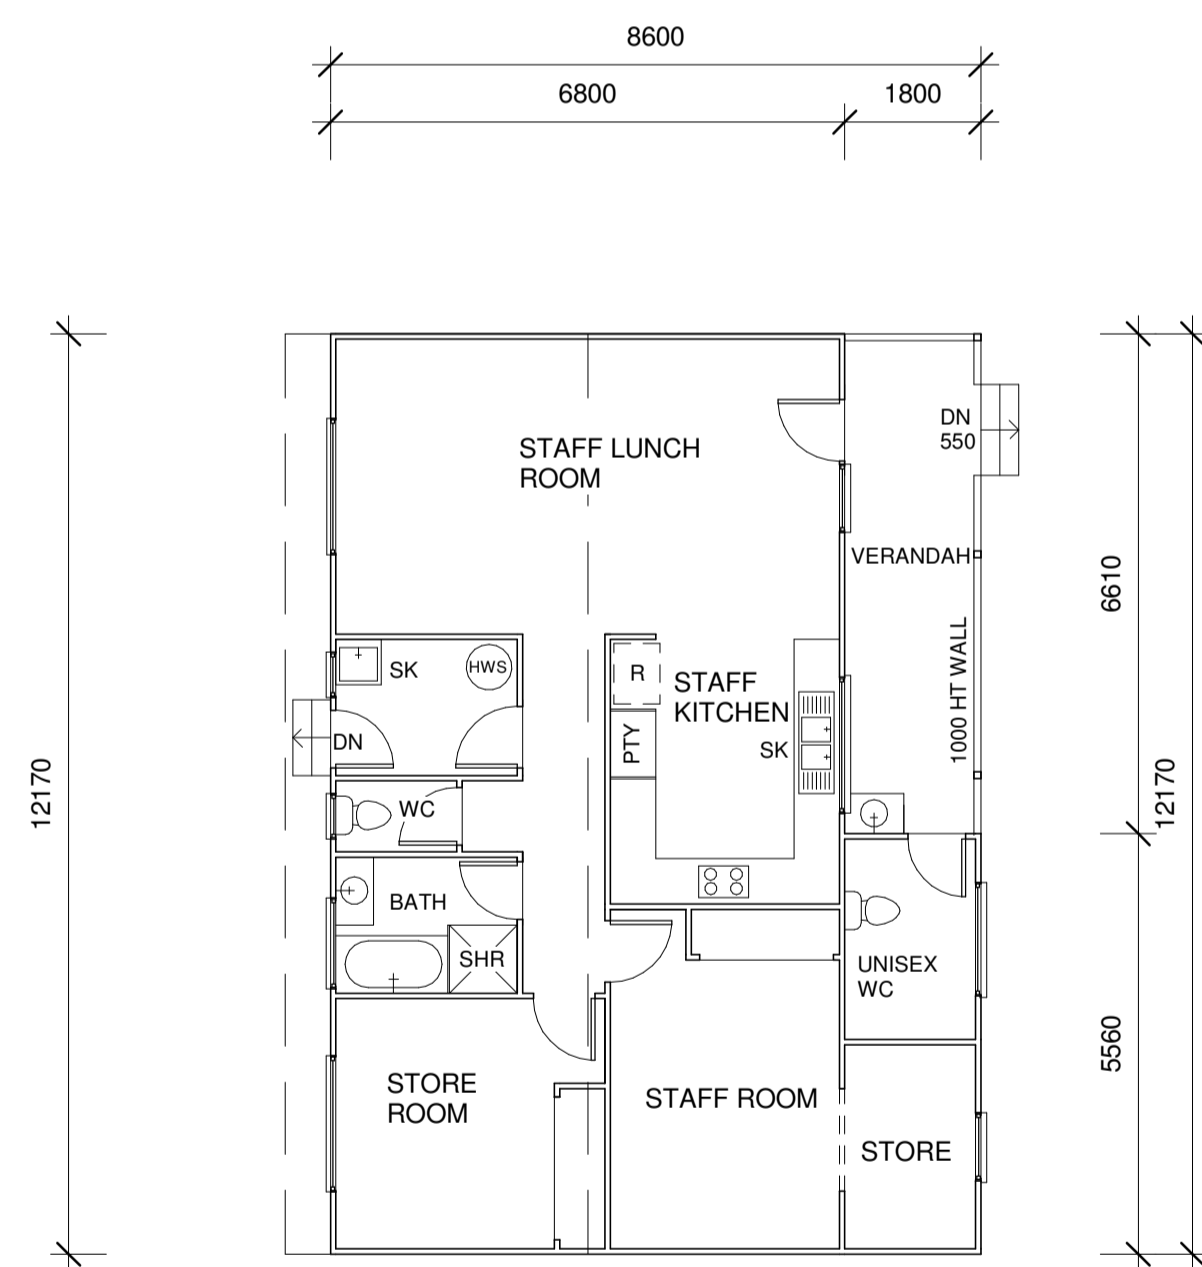 8600
6800
1800
STAFF LUNCH
ROOM
DN
550
VERANDAH
6610
1000 HT WALL
SK
HWS
R
STAFF
KITCHEN
PTY
SK
DN
12170
12170
WC
BATH
SHR
UNISEX
WC
5560
STORE
ROOM
STAFF ROOM
STORE